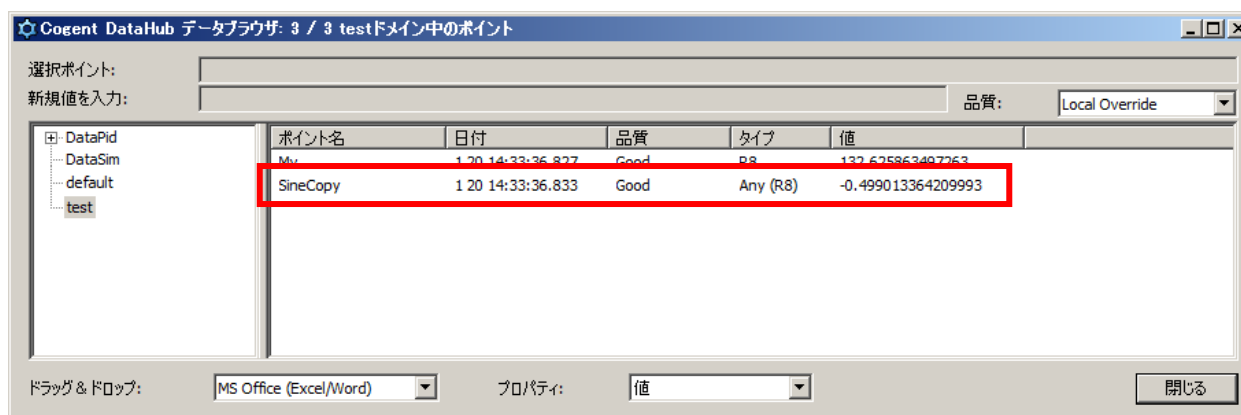 Cogent DataHub データブラウザ: 3 / 3 testドメイン中のポイント
選択ポイント:
新規値を入力:
品質: Local Override
DataPid
DataSim
default
test
ポイント名 日付 品質 タイプ 値
Mv 1 20 14:33:36.827 Good R8 132.625863497263
SineCopy 1 20 14:33:36.833 Good Any (R8) -0.499013364209993
ドラッグ&ドロップ: MS Office (Excel/Word) プロパティ: 値 閉じる